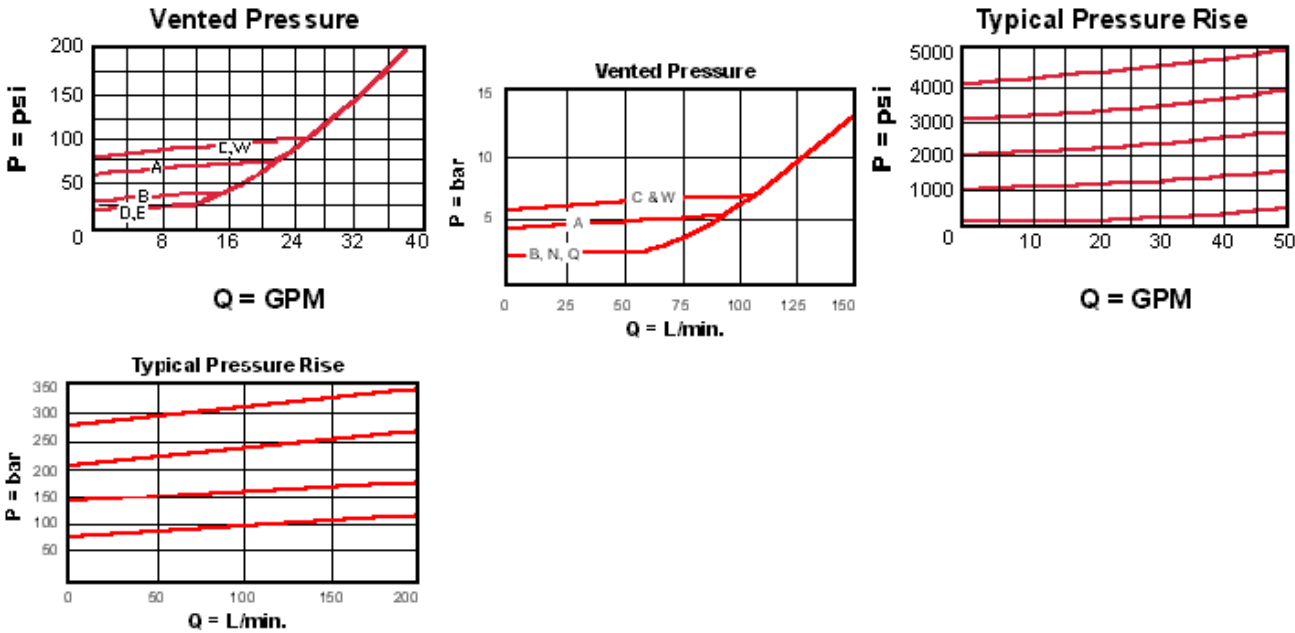 Vented Pressure
200
150
100
50
0
P = psi
C,W
A
B
D,E
8
16
24
32
40
Q = GPM
Vented Pressure
15
10
5
P = bar
C & W
A
B, N, Q
0
25
50
75
100
125
150
Q = L/min.
Typical Pressure Rise
5000
4000
3000
2000
1000
0
P = psi
10
20
30
40
50
Q = GPM
Typical Pressure Rise
350
300
250
200
150
100
50
P = bar
0
50
100
150
200
Q = L/min.